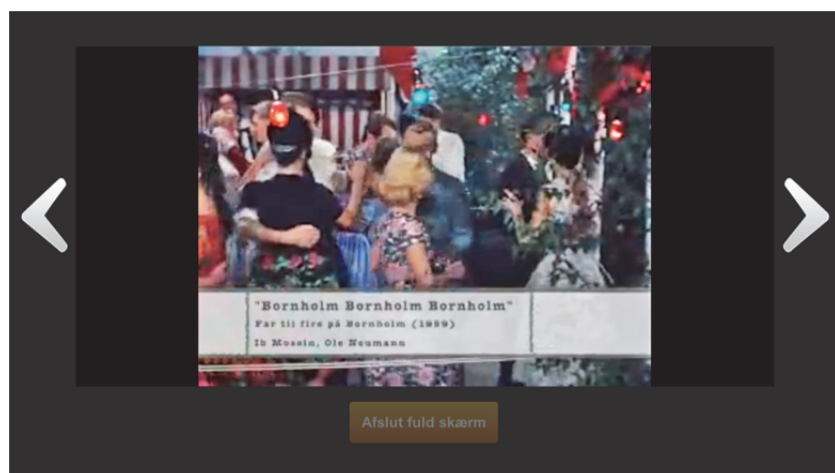 "Bornholm Bornholm Bornholm"
Far til fire på Bornholm (1959)
Ib Mossin, Ole Neumann
Afslut fuld skærm